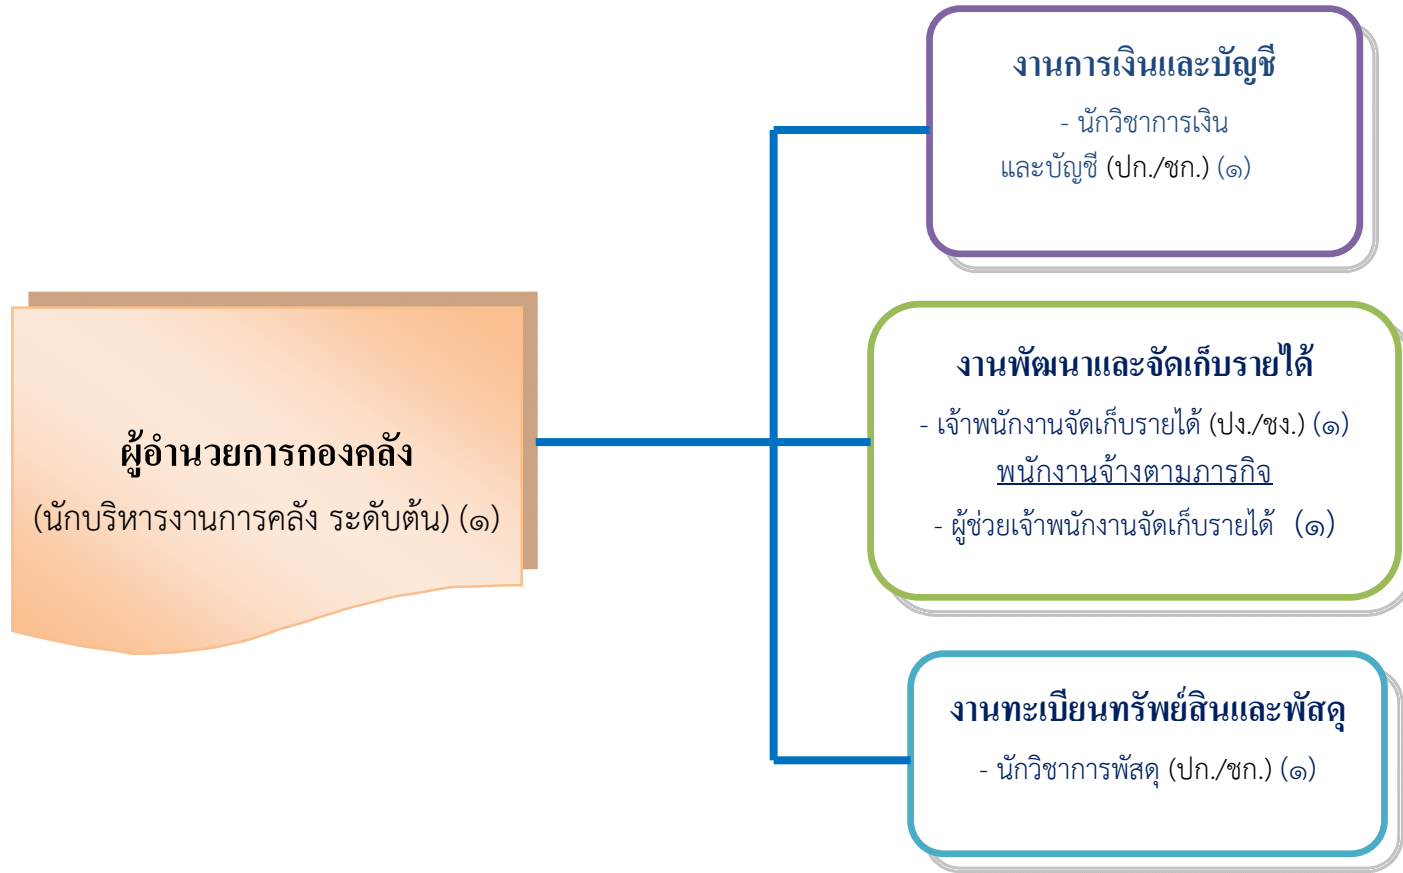 งานการเงินและบัญชี
- นักวิชาการเงิน
และบัญชี (ปก./ชก.) (๑)
ผู้อำนวยการกองคลัง
(นักบริหารงานการคลัง ระดับต้น) (๑)
งานพัฒนาและจัดเก็บรายได้
- เจ้าพนักงานจัดเก็บรายได้ (ปง./ชง.) (๑)
พนักงานจ้างตามภารกิจ
- ผู้ช่วยเจ้าพนักงานจัดเก็บรายได้ (๑)
งานทะเบียนทรัพย์สินและพัสดุ
- นักวิชาการพัสดุ (ปก./ชก.) (๑)